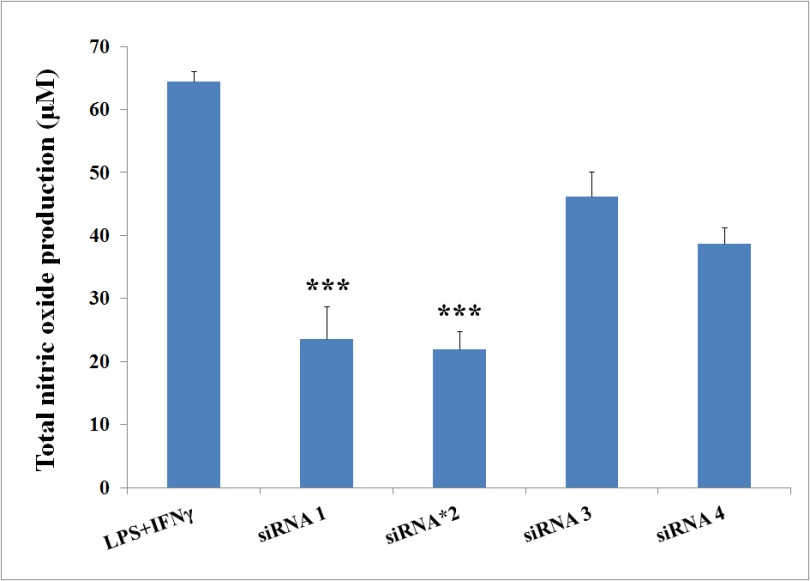 Total nitric oxide production (µM)
70
60
50
40
30
20
10
0
***
***
LPS+IFNγ
siRNA 1
siRNA*2
siRNA 3
siRNA 4